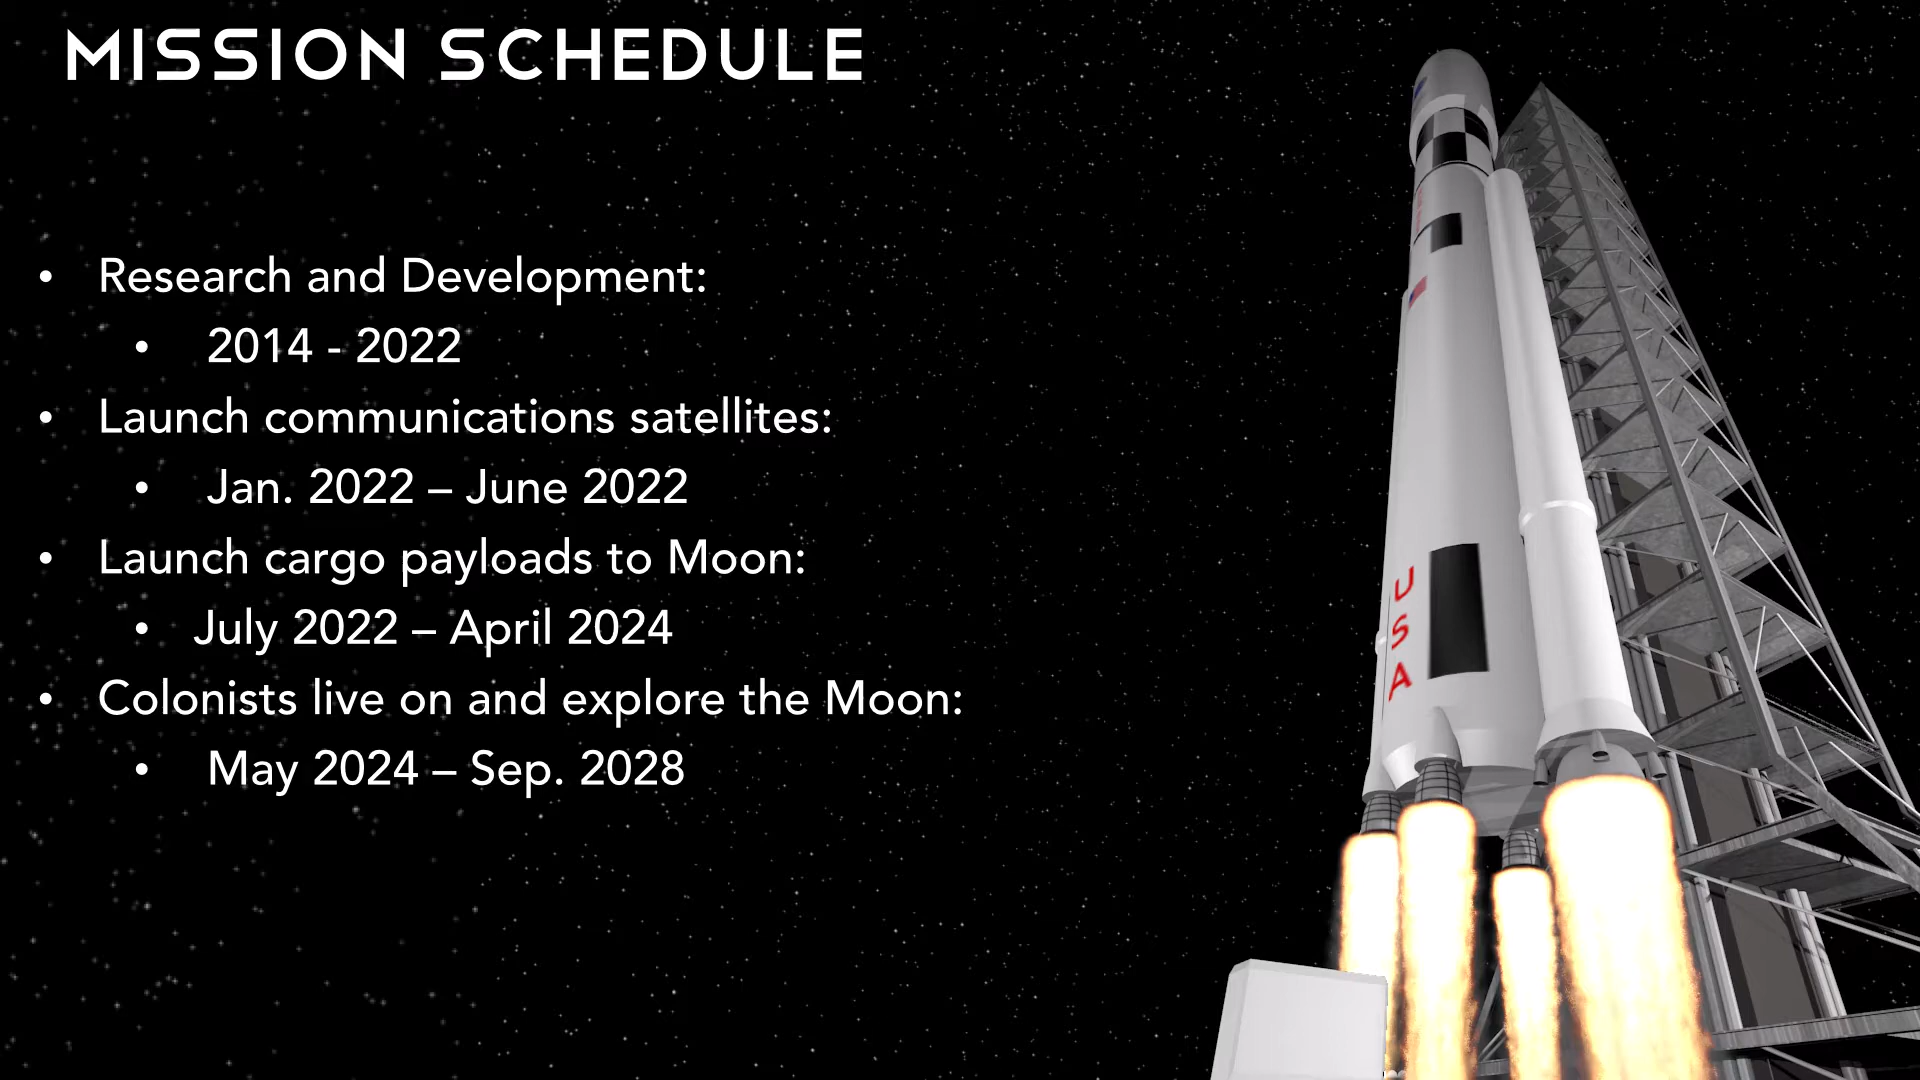 MISSION SCHEDULE
• Research and Development:
• 2014 - 2022
• Launch communications satellites:
• Jan. 2022 – June 2022
• Launch cargo payloads to Moon:
• July 2022 – April 2024
• Colonists live on and explore the Moon:
• May 2024 – Sep. 2028
USA